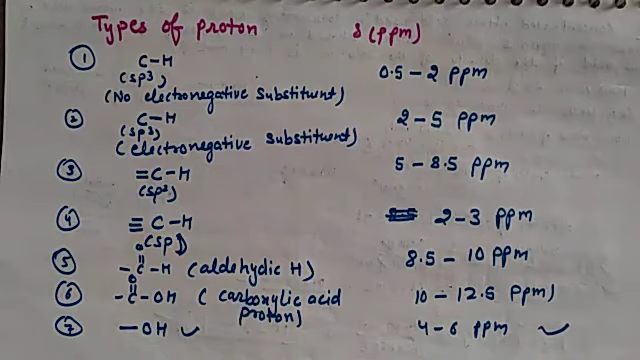 Types of proton δ (ppm)
① C-H
(sp3) 0.5 - 2 ppm
(No electronegative substituent)
② C-H 2 - 5 ppm
(sp3)
(electronegative substituent)
③ =C-H 5 - 8.5 ppm
(sp2)
④ ≡C-H 2-3 ppm
(sp)
O
⑤ -C-H (aldehydic H) 8.5 - 10 ppm
O
⑥ -C-OH (carboxylic acid 10 - 12.5 ppm)
proton)
⑦ -OH ✓ 4-6 ppm ✓